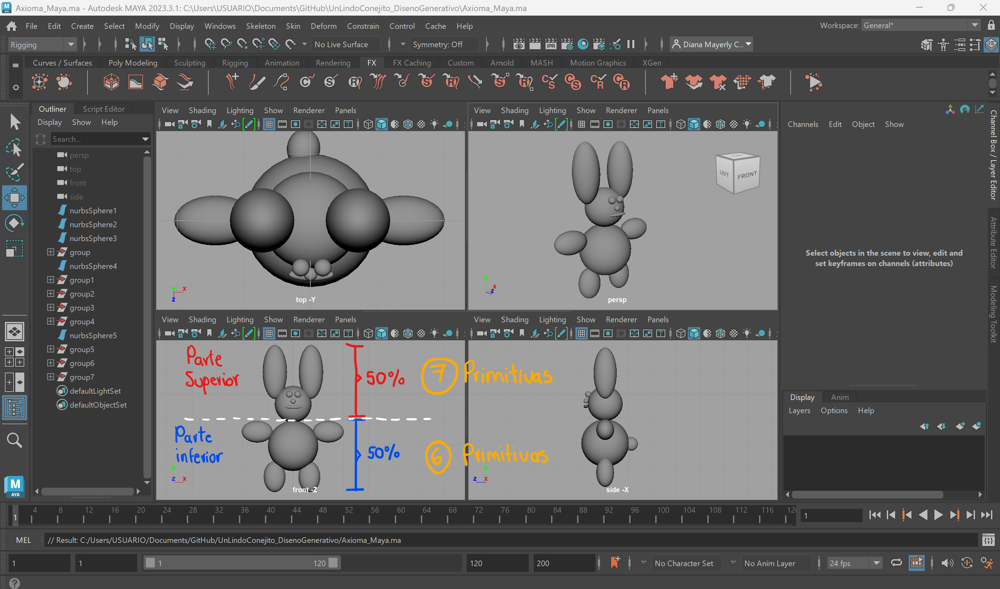 Axioma_Maya.ma - Autodesk MAYA 2023.3.1: C:\Users\USUARIO\Documents\GitHub\UnLindoConejito_DisenoGenerativo\Axioma_Maya.ma
File Edit Create Select Modify Display Windows Skeleton Skin Deform Constrain Control Cache Help
Workspace: General*
Rigging
No Live Surface
Symmetry: Off
IPR
Diana Mayerly C...
Curves / Surfaces Poly Modeling Sculpting Rigging Animation Rendering FX FX Caching Custom Arnold MASH Motion Graphics XGen
Outliner Script Editor
Display Show Help
Search...
persp
top
front
side
nurbsSphere1
nurbsSphere2
nurbsSphere3
group
nurbsSphere4
group1
group2
group3
group4
nurbsSphere5
group5
group6
group7
defaultLightSet
defaultObjectSet
View Shading Lighting Show Renderer Panels
y x
z
top -Y
View Shading Lighting Show Renderer Panels
LEFT FRONT
y
x
z
persp
View Shading Lighting Show Renderer Panels
Parte
Superior
50%
7 Primitivas
Parte
inferior
50%
6 Primitivas
y
z x
front -Z
View Shading Lighting Show Renderer Panels
y
z x
side -X
Channels Edit Object Show
Select objects in the scene to view, edit and
set keyframes on channels (attributes)
Channel Box / Layer Editor
Attribute Editor
Modeling Toolkit
Display Anim
Layers Options Help
M
AYA
1 4 8 12 16 20 24 28 32 36 40 44 48 52 56 60 64 68 72 76 80 84 88 92 96 100 104 108 112 116
1
MEL // Result: C:/Users/USUARIO/Documents/GitHub/UnLindoConejito_DisenoGenerativo/Axioma_Maya.ma
1 1 1 120 120 200 No Character Set No Anim Layer 24 fps